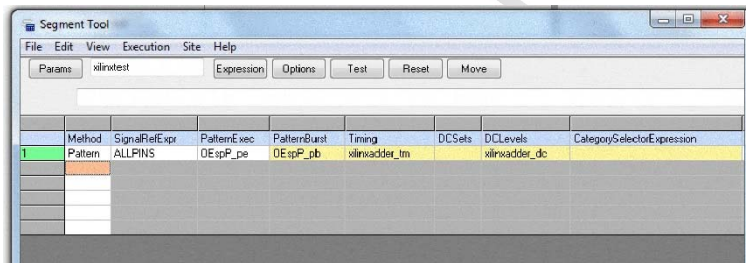 Segment Tool
File Edit View Execution Site Help
Params xilinxtest Expression Options Test Reset Move
Method SignalRefExpr PatternExec PatternBurst Timing DCSets DCLevels CategorySelectorExpression
1 Pattern ALLPINS OEspP_pe OEspP_pb xilinxadder_tm xilinxadder_dc